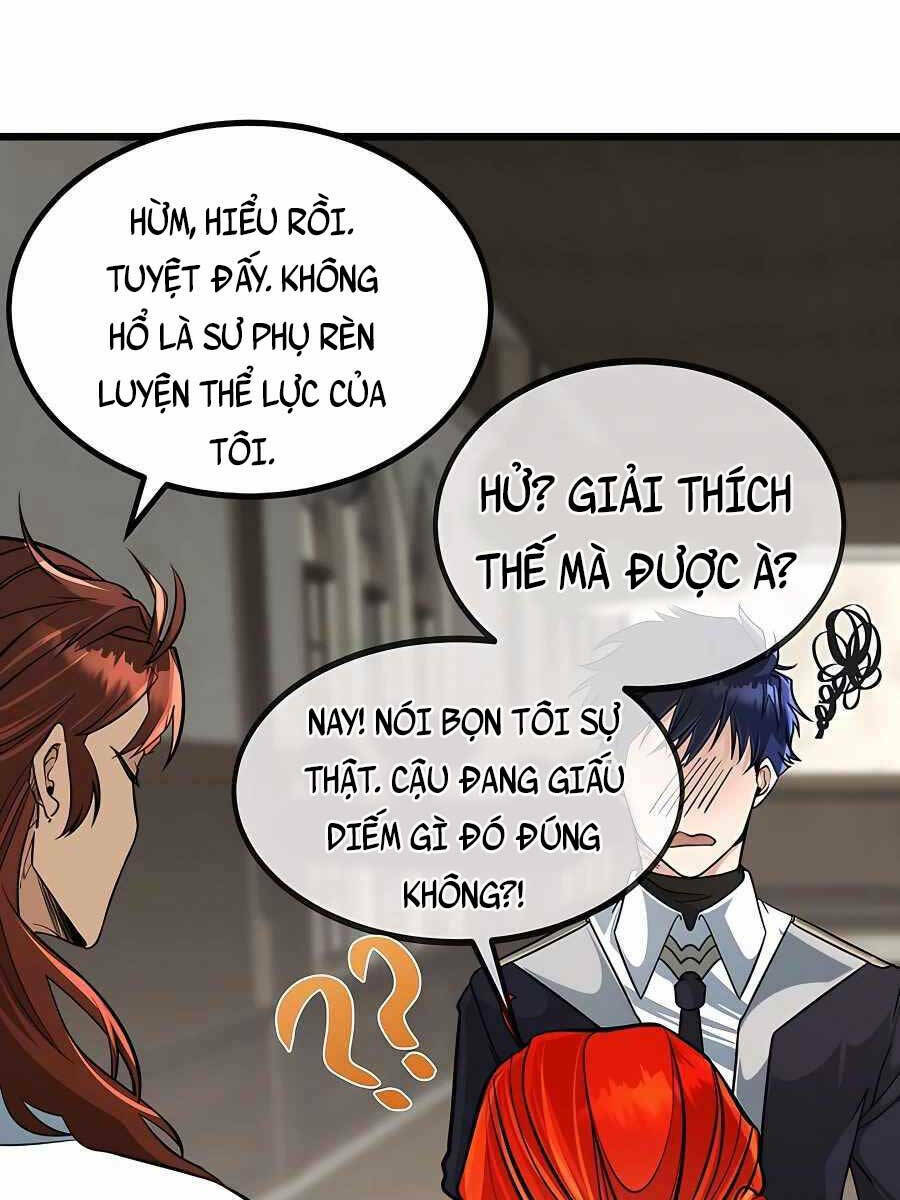 HỪM, HIỂU RỒI.
TUYỆT ĐẤY. KHÔNG
HỔ LÀ SƯ PHỤ RÈN
LUYỆN THỂ LỰC CỦA
TÔI.
HỬ? GIẢI THÍCH
THẾ MÀ ĐƯỢC À?
NAY! NÓI BỌN TÔI SỰ
THẬT. CẬU ĐANG GIẤU
DIẾM GÌ ĐÓ ĐÚNG
KHÔNG?!
??